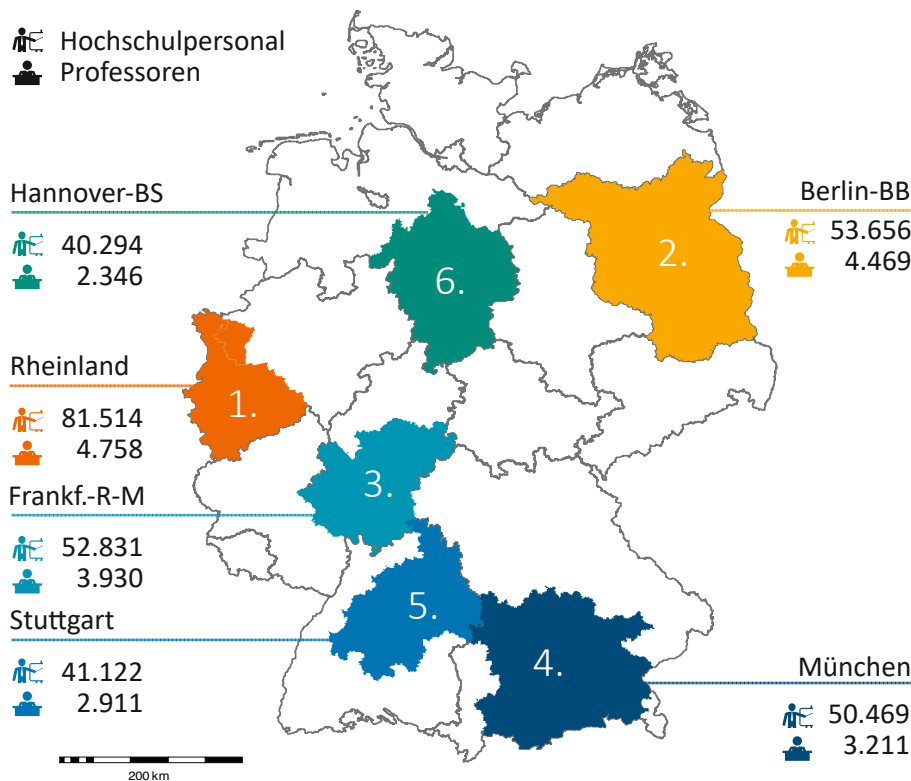 Hochschulpersonal
Professoren
Hannover-BS
40.294
2.346
Berlin-BB
53.656
4.469
Rheinland
81.514
4.758
Frankf.-R-M
52.831
3.930
Stuttgart
41.122
2.911
München
50.469
3.211
6.
2.
1.
3.
5.
4.
200 km